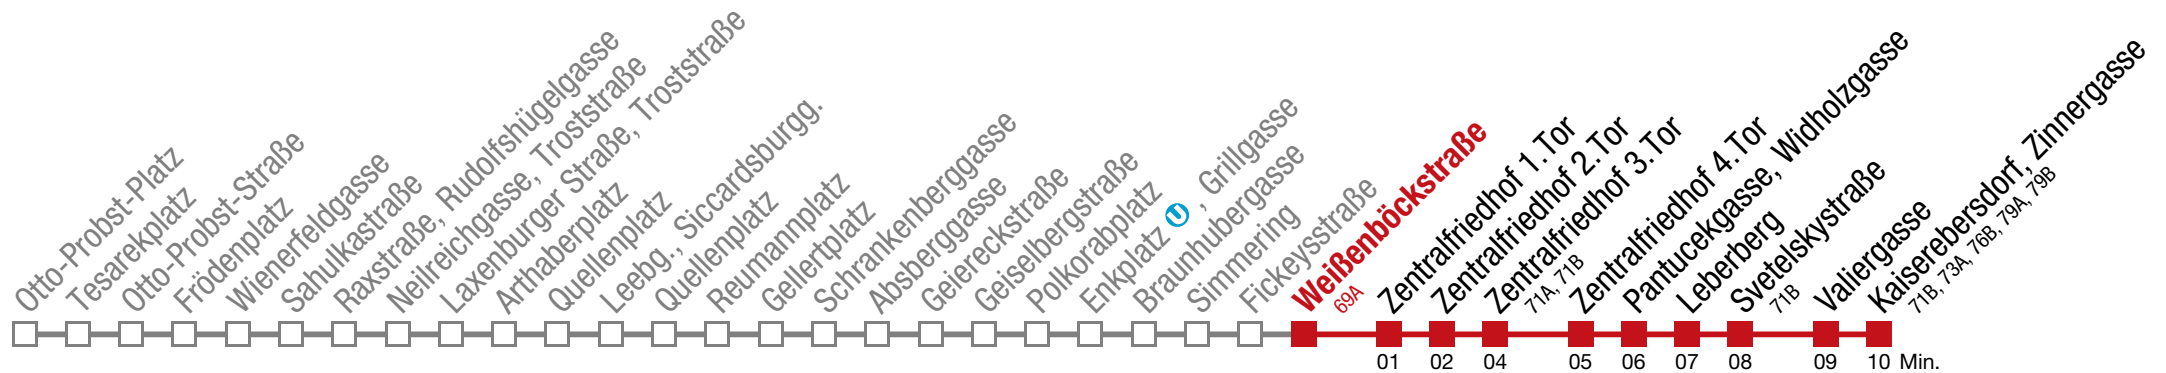 Otto-Probst-Platz
Tesarekplatz
Otto-Probst-Straße
Frödenplatz
Wienerfeldgasse
Sahulkastraße
Raxstraße, Rudolfshügelgasse
Neilreichgasse, Troststraße
Laxenburger Straße, Troststraße
Arthaberplatz
Quellenplatz
Leebg., Siccardsburgg.
Quellenplatz
Reumannplatz
Gellertplatz
Schrankenberggasse
Absberggasse
Geiereckstraße
Geiselbergstraße
Polkorabplatz
Enkplatz U, Grillgasse
Braunhubergasse
Simmering
Fickeysstraße
Weißenböckstraße
69A
Zentralfriedhof 1.Tor
Zentralfriedhof 2.Tor
Zentralfriedhof 3.Tor
71A, 71B
Zentralfriedhof 4.Tor
Pantucekgasse, Widholzgasse
Leberberg
Svetelskystraße
71B
Valiergasse
Kaiserebersdorf, Zinnergasse
71B, 73A, 76B, 79A, 79B
01 02 04 05 06 07 08 09 10 Min.